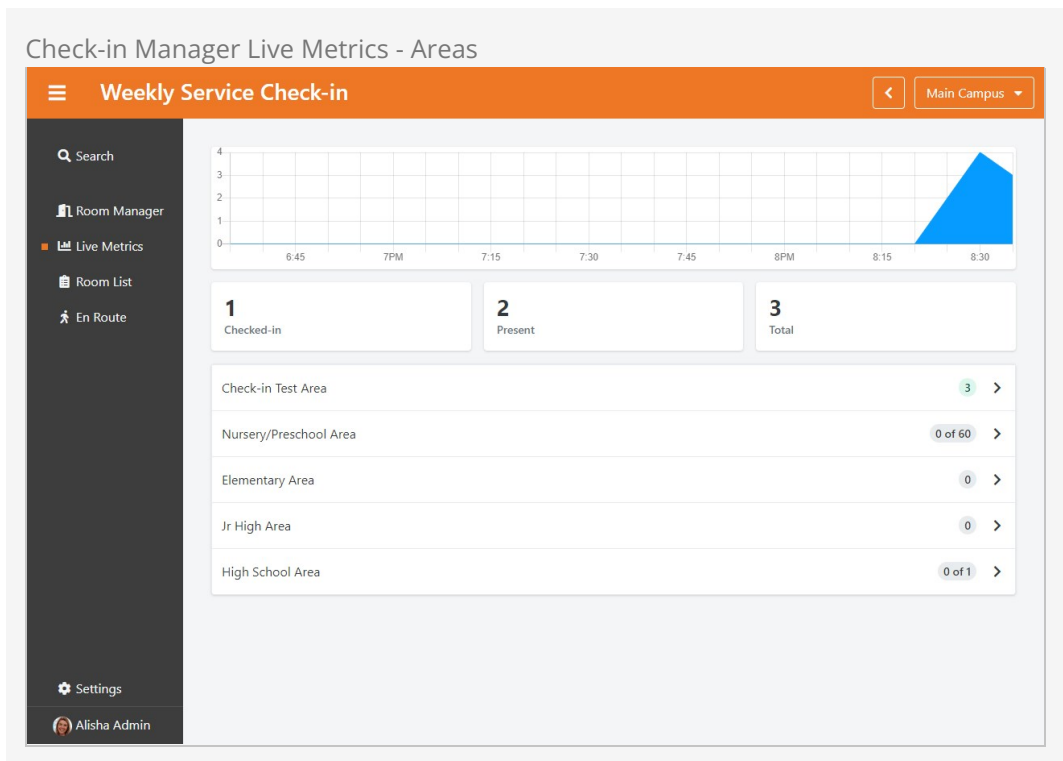 Check-in Manager Live Metrics - Areas
Weekly Service Check-in
Main Campus
Search
Room Manager
Live Metrics
Room List
En Route
Settings
Alisha Admin
4
3
2
1
0
6:45 7PM 7:15 7:30 7:45 8PM 8:15 8:30
1
Checked-in
2
Present
3
Total
Check-in Test Area 3
Nursery/Preschool Area 0 of 60
Elementary Area 0
Jr High Area 0
High School Area 0 of 1